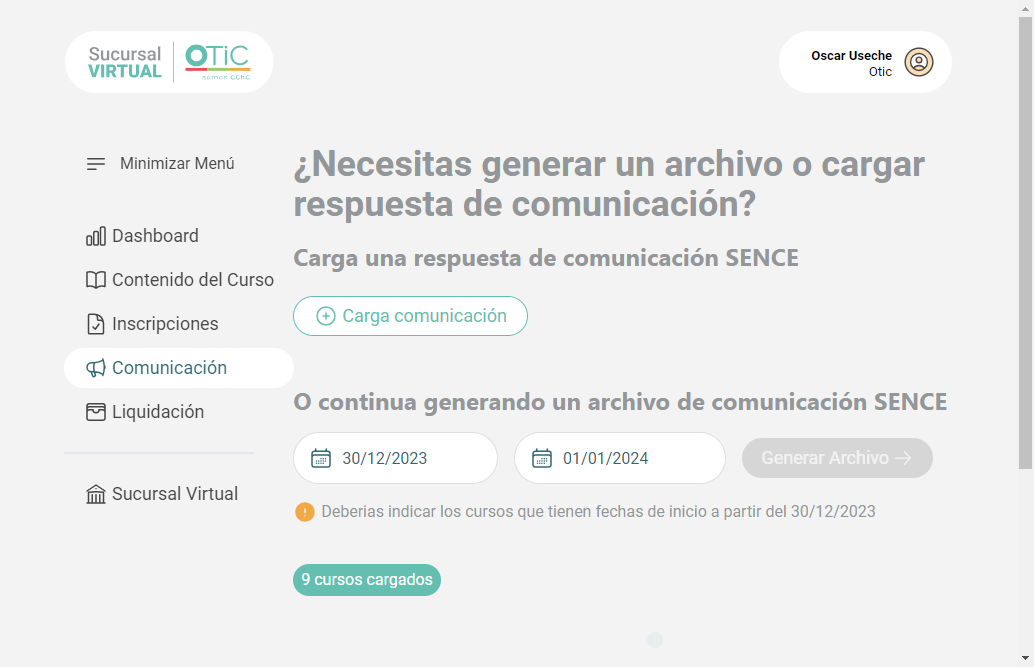 Sucursal
VIRTUAL
OTiC
somos CChC
Oscar Useche
Otic
Minimizar Menú
Dashboard
Contenido del Curso
Inscripciones
Comunicación
Liquidación
Sucursal Virtual
¿Necesitas generar un archivo o cargar
respuesta de comunicación?
Carga una respuesta de comunicación SENCE
Carga comunicación
O continua generando un archivo de comunicación SENCE
30/12/2023
01/01/2024
Generar Archivo
Deberias indicar los cursos que tienen fechas de inicio a partir del 30/12/2023
9 cursos cargados